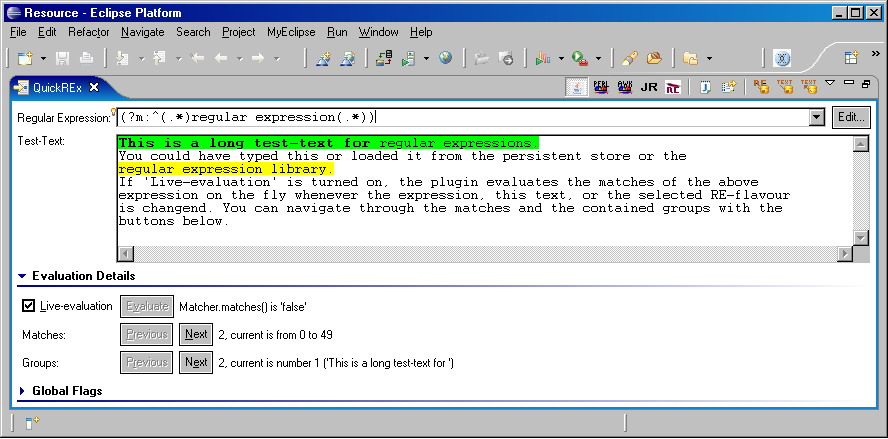 Resource - Eclipse Platform
File Edit Refactor Navigate Search Project MyEclipse Run Window Help
QuickREx
PERL AWK JR RE RE TEXT TEXT
Regular Expression: (?m:^(.*)regular expression(.*)) Edit...
Test-Text:
This is a long test-text for regular expressions.
You could have typed this or loaded it from the persistent store or the
regular expression library.
If 'Live-evaluation' is turned on, the plugin evaluates the matches of the above
expression on the fly whenever the expression, this text, or the selected RE-flavour
is changend. You can navigate through the matches and the contained groups with the
buttons below.
Evaluation Details
Live-evaluation Evaluate Matcher.matches() is 'false'
Matches: Previous Next 2, current is from 0 to 49
Groups: Previous Next 2, current is number 1 ('This is a long test-text for ')
Global Flags